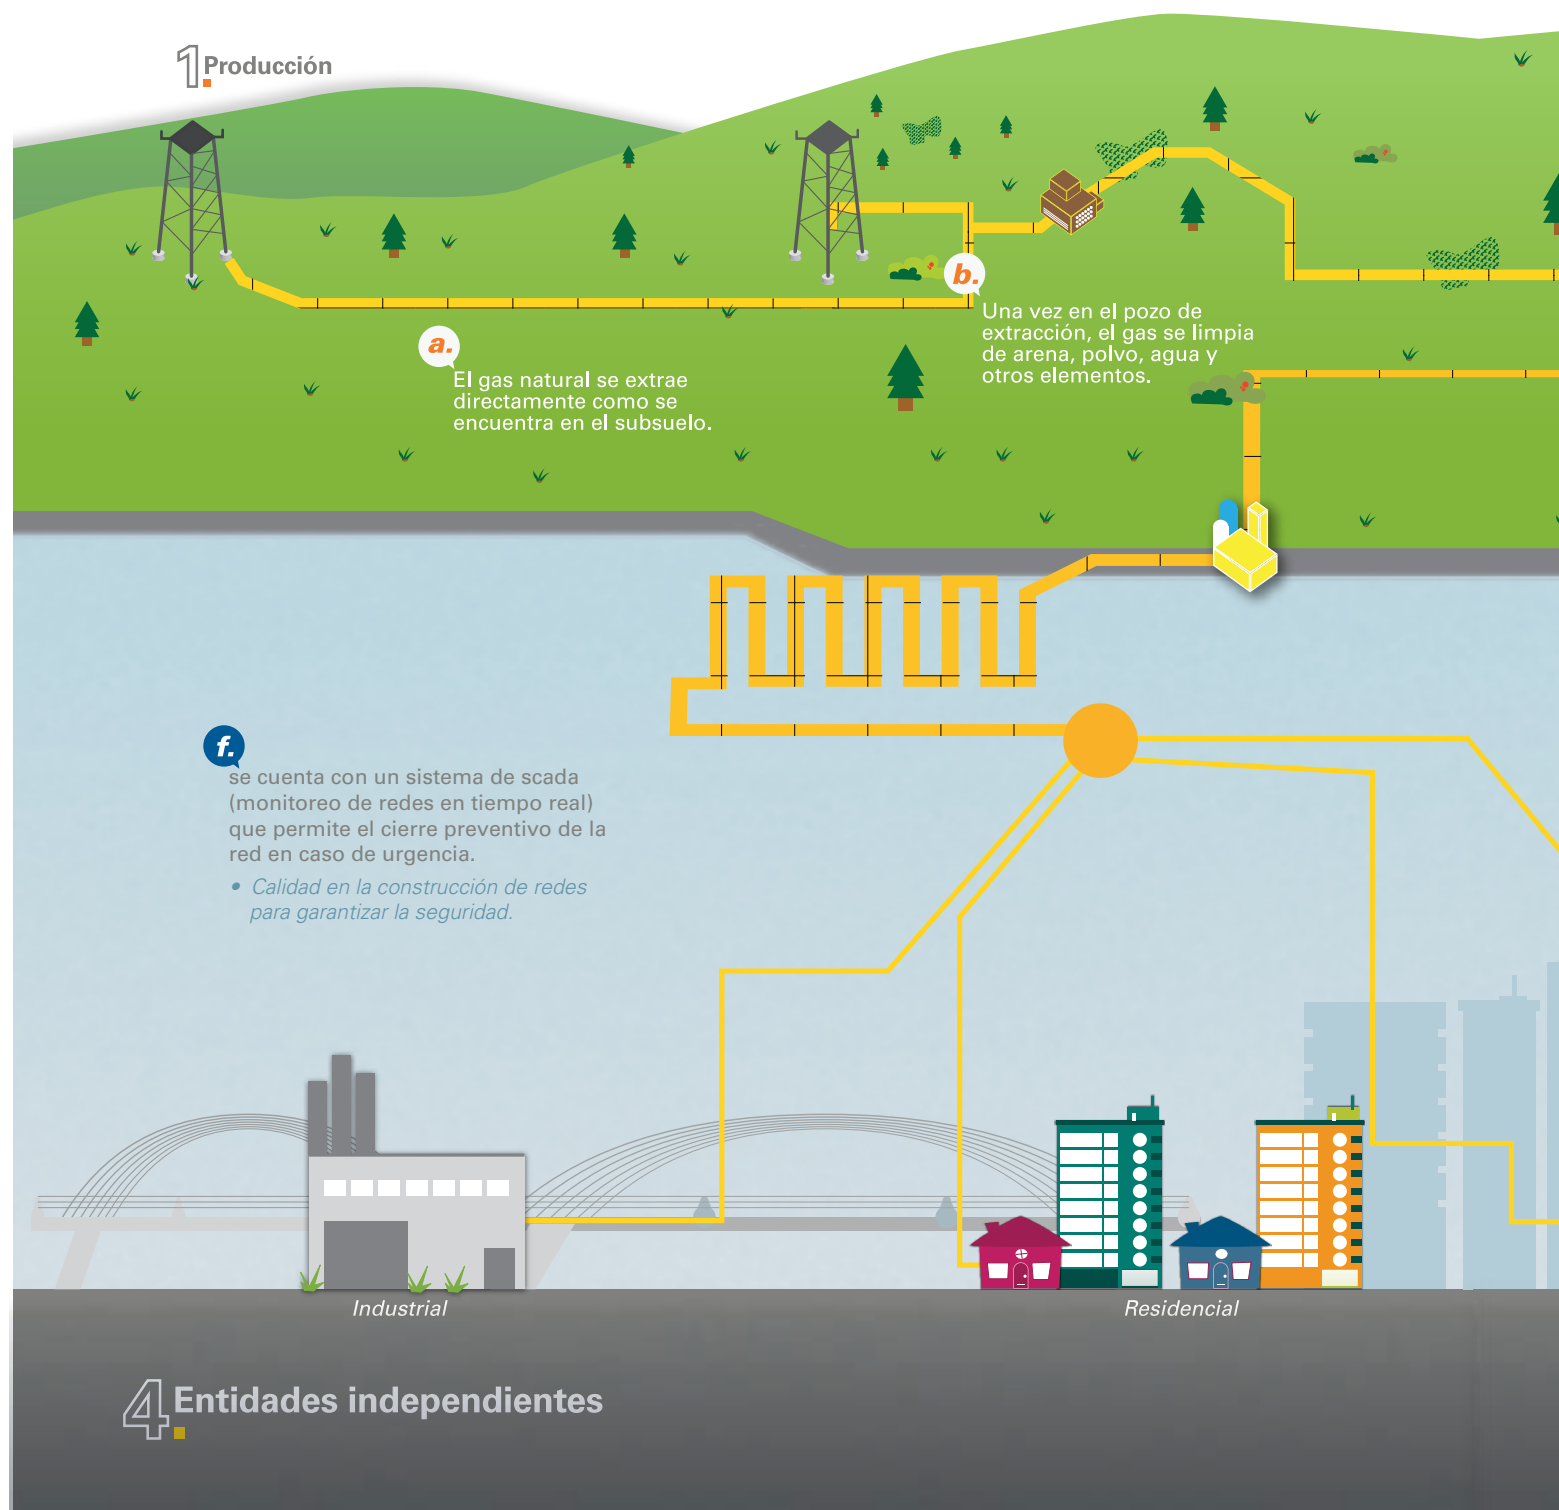 1. Producción
a.
El gas natural se extrae
directamente como se
encuentra en el subsuelo.
b.
Una vez en el pozo de
extracción, el gas se limpia
de arena, polvo, agua y
otros elementos.
f.
se cuenta con un sistema de scada
(monitoreo de redes en tiempo real)
que permite el cierre preventivo de la
red en caso de urgencia.
• Calidad en la construcción de redes
para garantizar la seguridad.
Industrial
Residencial
4. Entidades independientes